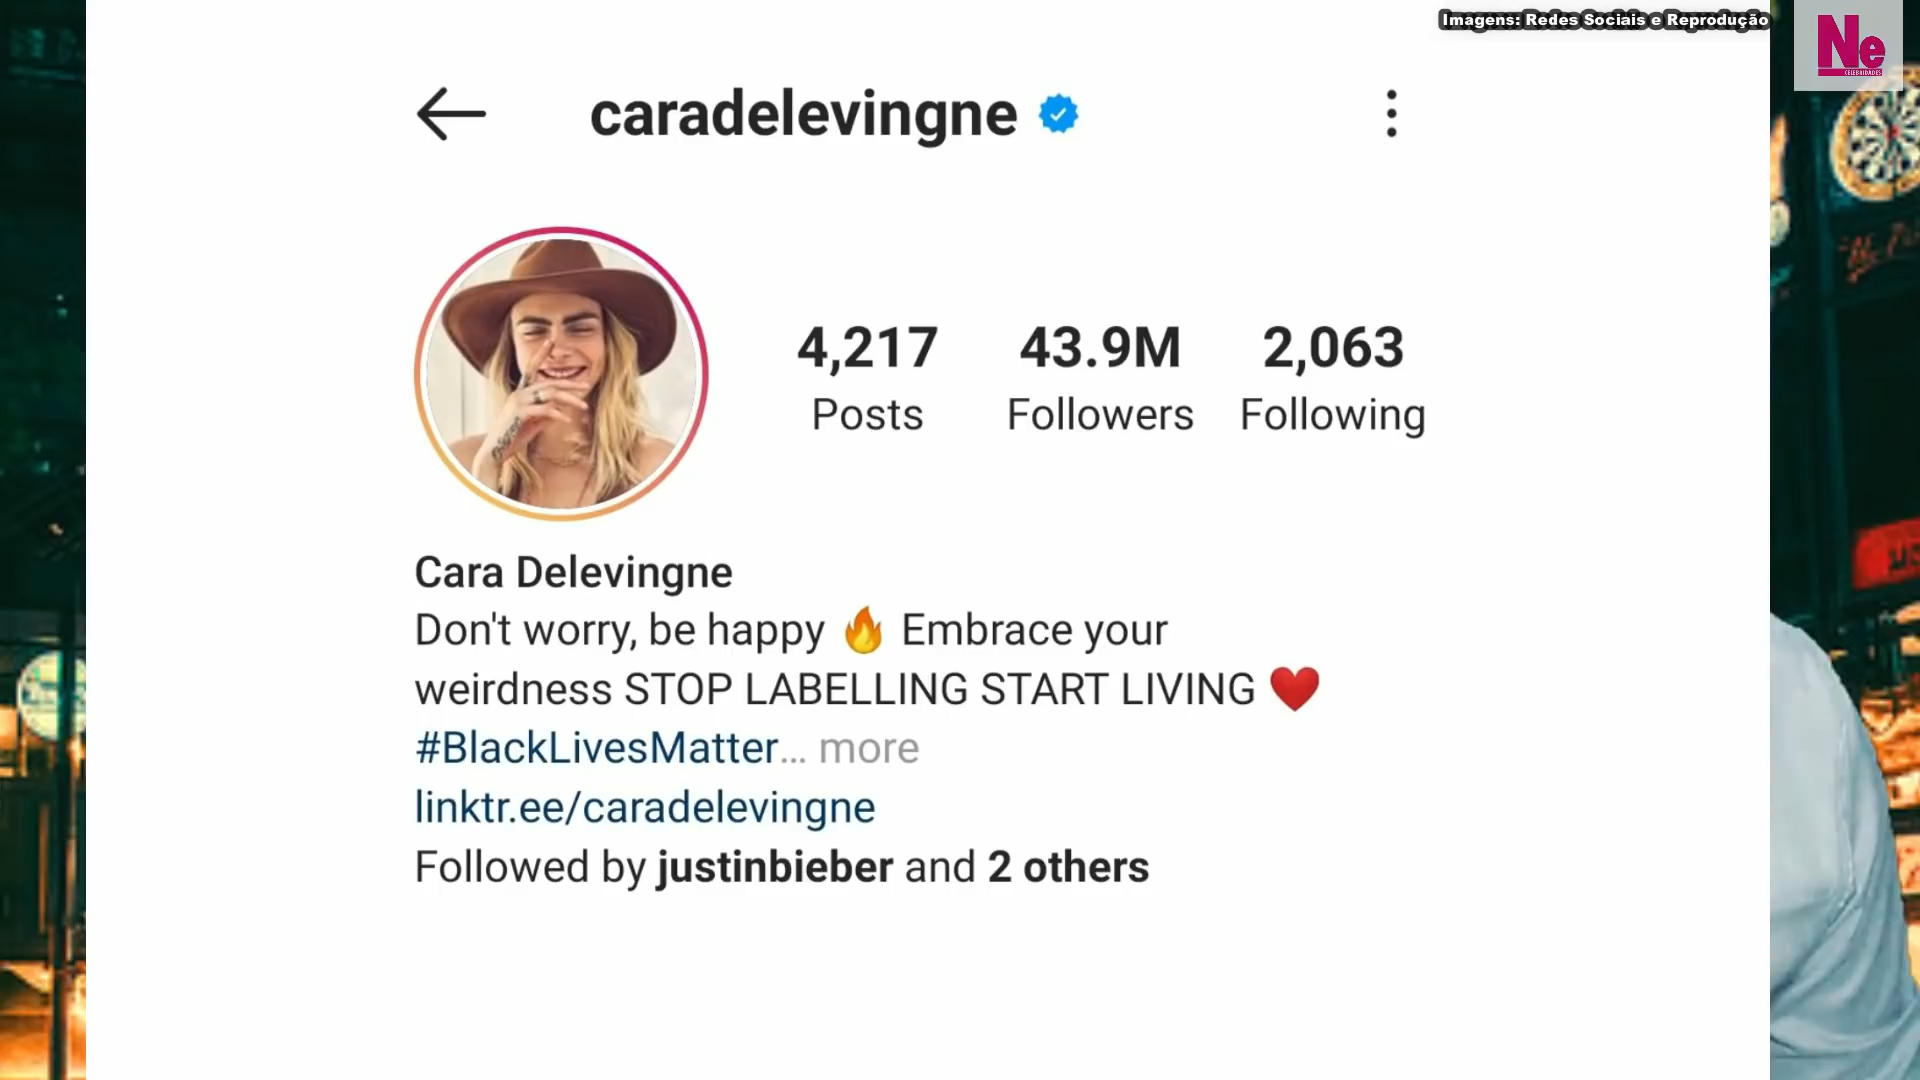 Imagens: Redes Sociais e Reprodução
Ne
CELEBRIDADES
caradelevingne
4,217 43.9M 2,063
Posts Followers Following
Cara Delevingne
Don't worry, be happy 🔥 Embrace your
weirdness STOP LABELLING START LIVING ❤️
#BlackLivesMatter... more
linktr.ee/caradelevingne
Followed by justinbieber and 2 others